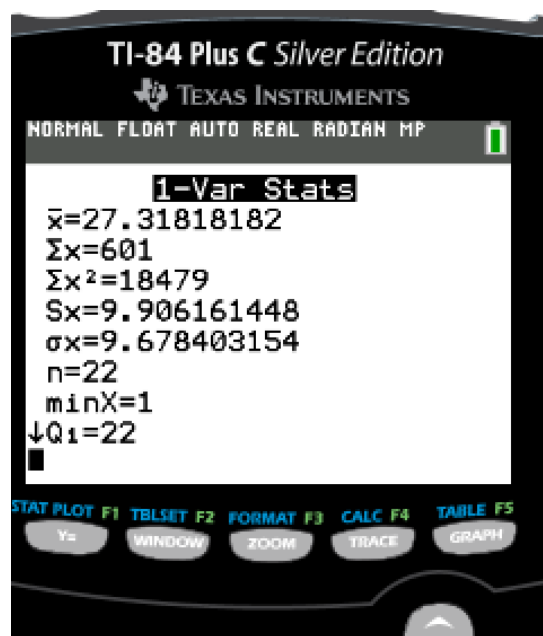 TI-84 Plus C Silver Edition
TEXAS INSTRUMENTS
NORMAL FLOAT AUTO REAL RADIAN MP
1-Var Stats
x̄=27.31818182
Σx=601
Σx²=18479
Sx=9.906161448
σx=9.678403154
n=22
minX=1
↓Q₁=22
STAT PLOT F1 TBLSET F2 FORMAT F3 CALC F4 TABLE F5
Y= WINDOW ZOOM TRACE GRAPH